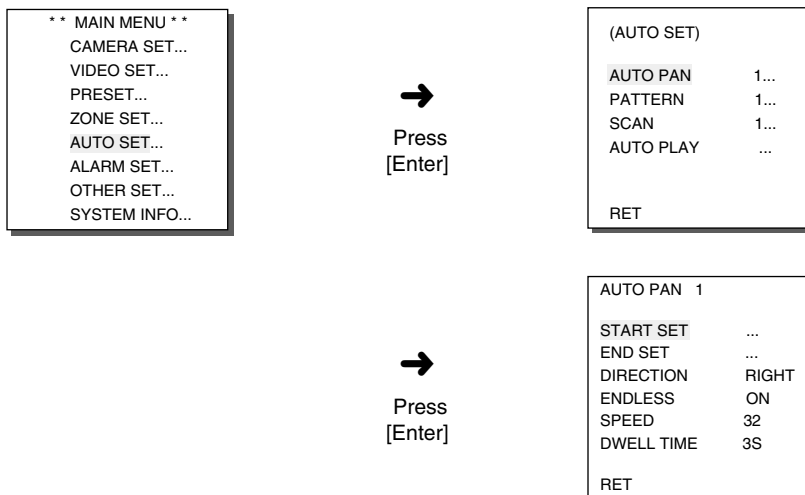 * * MAIN MENU * *
CAMERA SET...
VIDEO SET...
PRESET...
ZONE SET...
AUTO SET...
ALARM SET...
OTHER SET...
SYSTEM INFO...
Press
[Enter]
(AUTO SET)
AUTO PAN 1...
PATTERN 1...
SCAN 1...
AUTO PLAY ...
RET
Press
[Enter]
AUTO PAN 1
START SET ...
END SET ...
DIRECTION RIGHT
ENDLESS ON
SPEED 32
DWELL TIME 3S
RET